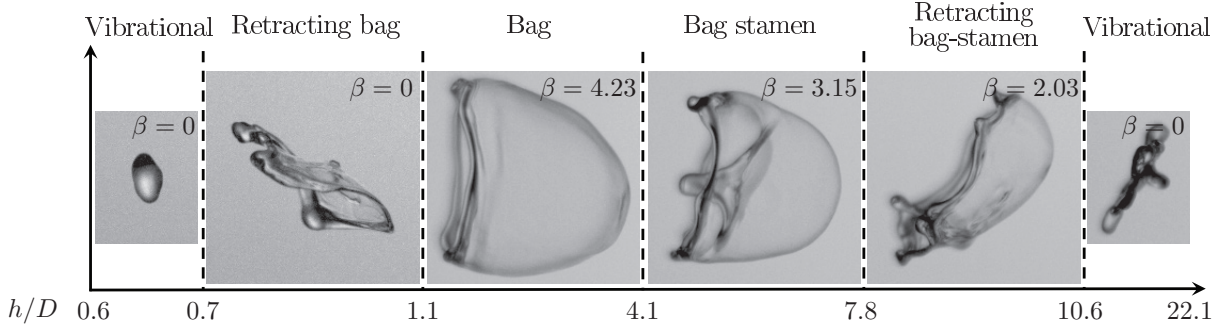 Vibrational
Retracting bag
Bag
Bag stamen
Retracting
bag-stamen
Vibrational
β = 0
β = 0
β = 4.23
β = 3.15
β = 2.03
β = 0
h/D 0.6 0.7 1.1 4.1 7.8 10.6 22.1